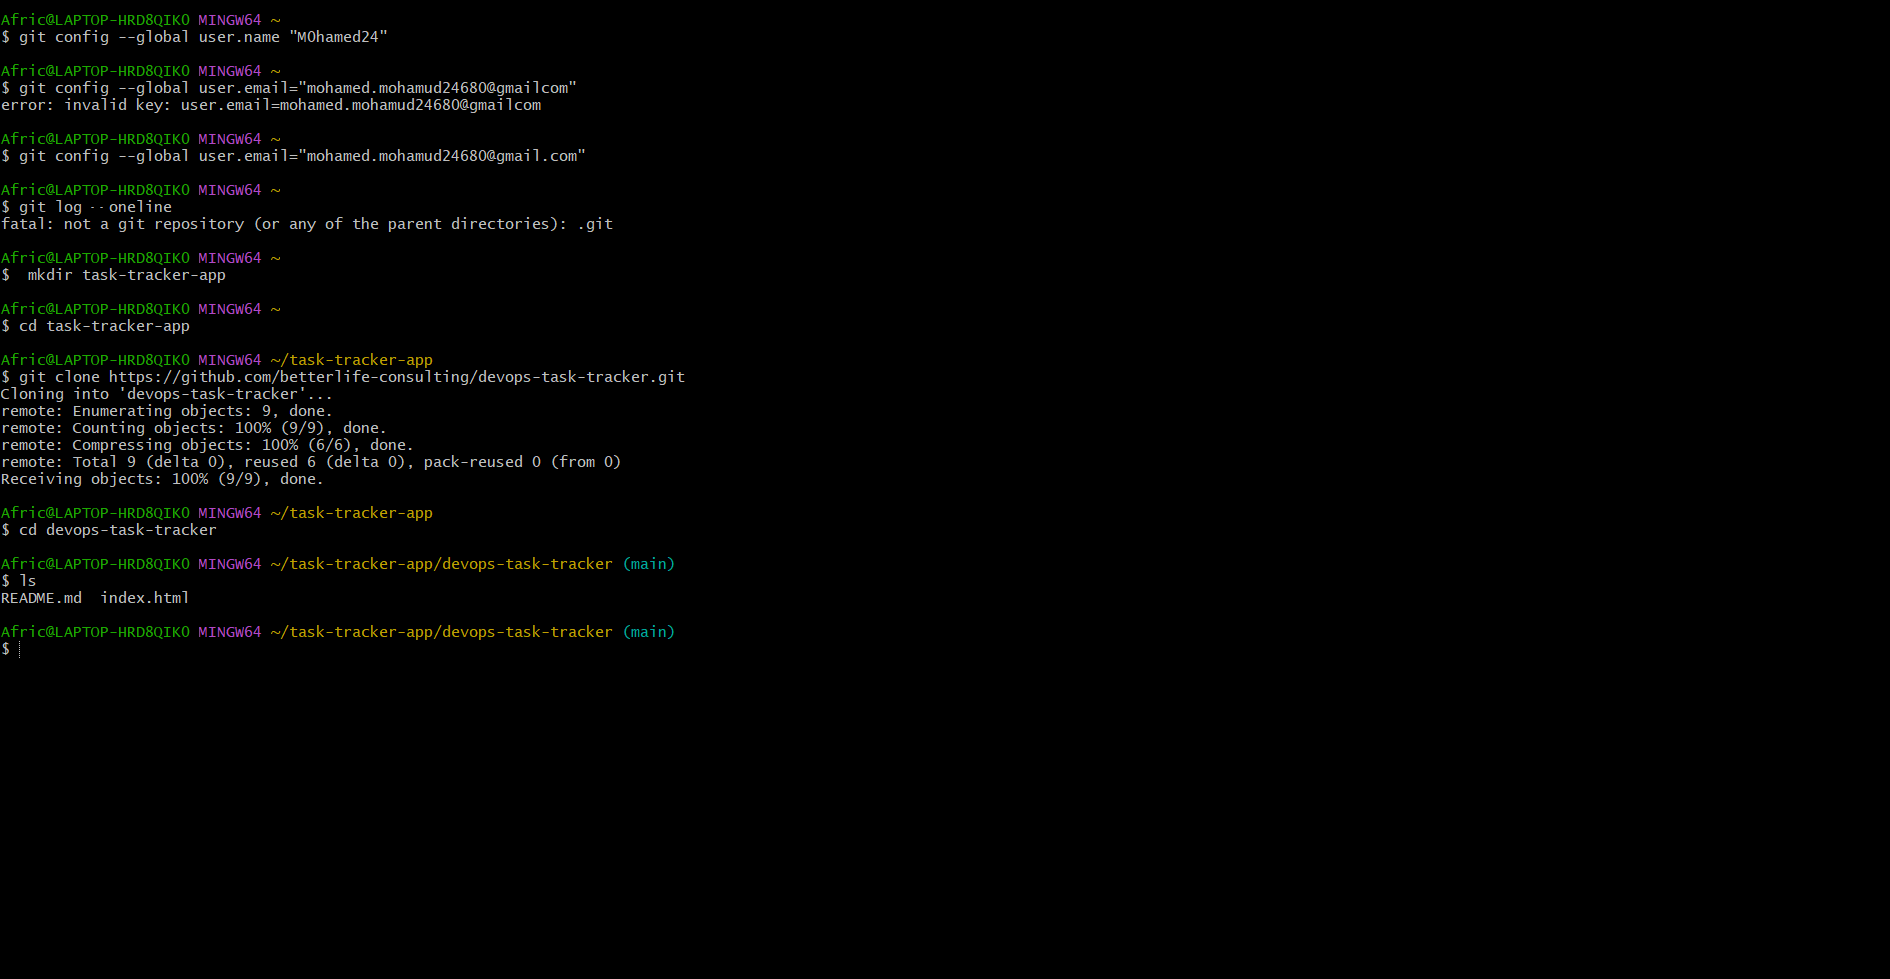 Afric@LAPTOP-HRD8QIKO MINGW64 ~
$ git config --global user.name "MOhamed24"
Afric@LAPTOP-HRD8QIKO MINGW64 ~
$ git config --global user.email="mohamed.mohamud24680@gmailcom"
error: invalid key: user.email=mohamed.mohamud24680@gmailcom
Afric@LAPTOP-HRD8QIKO MINGW64 ~
$ git config --global user.email="mohamed.mohamud24680@gmail.com"
Afric@LAPTOP-HRD8QIKO MINGW64 ~
$ git log --oneline
fatal: not a git repository (or any of the parent directories): .git
Afric@LAPTOP-HRD8QIKO MINGW64 ~
$  mkdir task-tracker-app
Afric@LAPTOP-HRD8QIKO MINGW64 ~
$ cd task-tracker-app
Afric@LAPTOP-HRD8QIKO MINGW64 ~/task-tracker-app
$ git clone https://github.com/betterlife-consulting/devops-task-tracker.git
Cloning into 'devops-task-tracker'...
remote: Enumerating objects: 9, done.
remote: Counting objects: 100% (9/9), done.
remote: Compressing objects: 100% (6/6), done.
remote: Total 9 (delta 0), reused 6 (delta 0), pack-reused 0 (from 0)
Receiving objects: 100% (9/9), done.
Afric@LAPTOP-HRD8QIKO MINGW64 ~/task-tracker-app
$ cd devops-task-tracker
Afric@LAPTOP-HRD8QIKO MINGW64 ~/task-tracker-app/devops-task-tracker (main)
$ ls
README.md  index.html
Afric@LAPTOP-HRD8QIKO MINGW64 ~/task-tracker-app/devops-task-tracker (main)
$